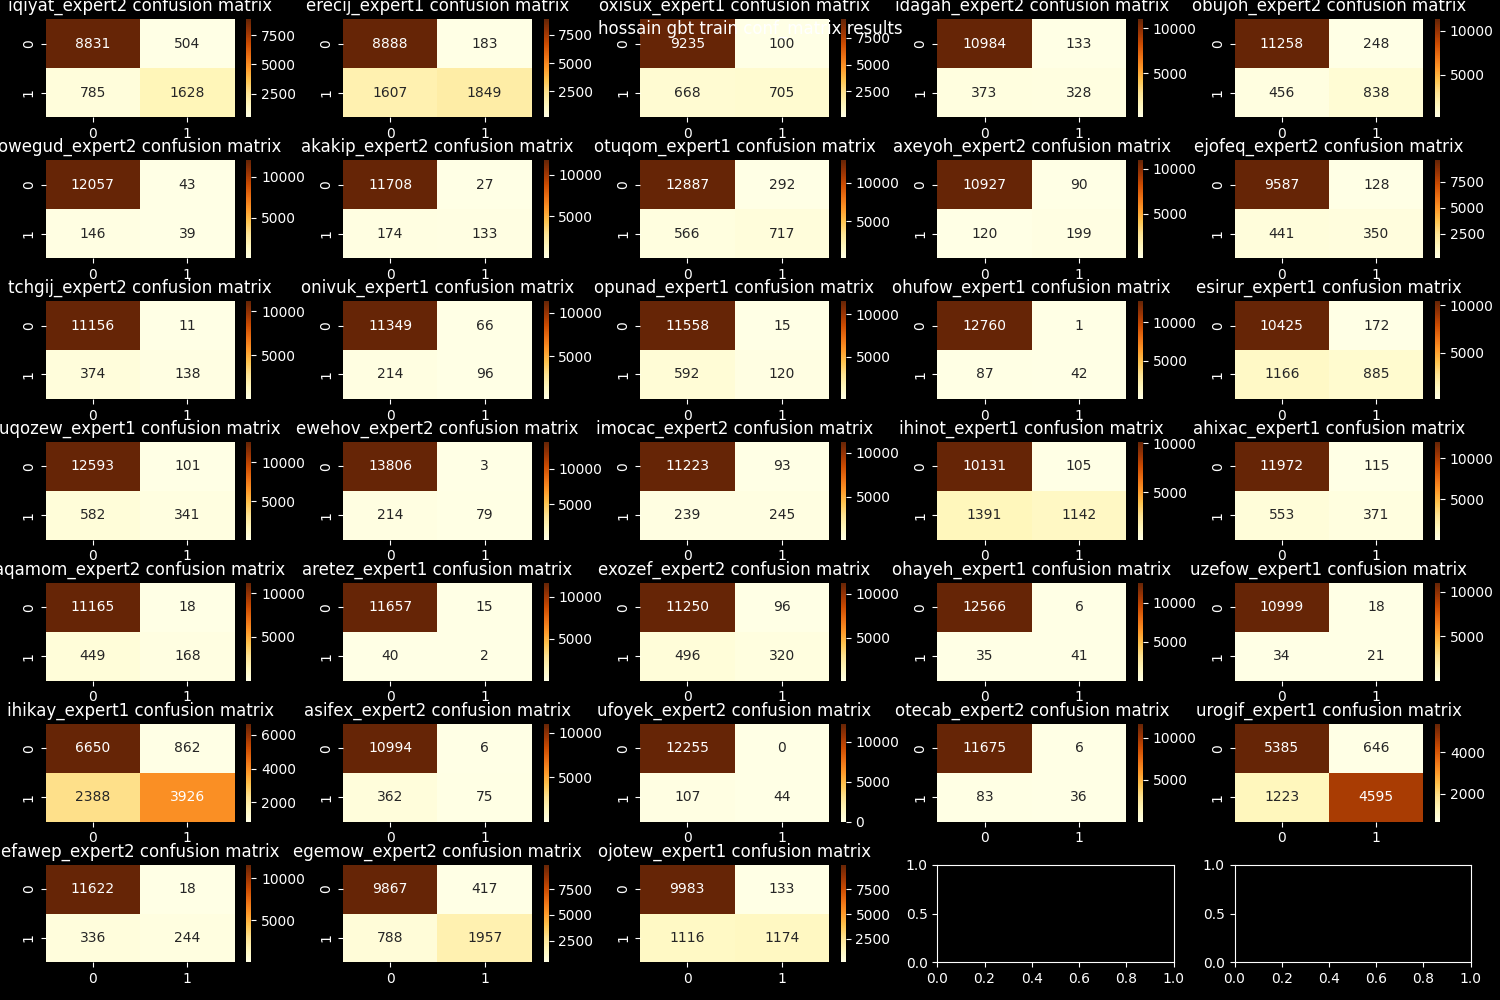 iqiyat_expert2 confusion matrix
erecij_expert1 confusion matrix
oxisux_expert1 confusion matrix
idagah_expert2 confusion matrix
obujoh_expert2 confusion matrix
hossain gbt train results
0 8831 504 7500
0 8888 183 7500
0 9235 100 7500
0 10984 133 10000
0 11258 248 10000
5000
5000
5000
5000
5000
1 785 1628 2500
1 1607 1849 2500
1 668 705 2500
1 373 328
1 456 838
0 1
0 1
0 1
0 1
0 1
owegud_expert2 confusion matrix
akakip_expert2 confusion matrix
otuqom_expert1 confusion matrix
axeyoh_expert2 confusion matrix
ejofeq_expert2 confusion matrix
0 12057 43 10000
0 11708 27 10000
0 12887 292 10000
0 10927 90 10000
0 9587 128 7500
5000
5000
5000
5000
5000
1 146 39
1 174 133
1 566 717
1 120 199
1 441 350 2500
0 1
0 1
0 1
0 1
0 1
tchgij_expert2 confusion matrix
onivuk_expert1 confusion matrix
opunad_expert1 confusion matrix
ohufow_expert1 confusion matrix
esirur_expert1 confusion matrix
0 11156 11 10000
0 11349 66 10000
0 11558 15 10000
0 12760 1 10000
0 10425 172 10000
5000
5000
5000
5000
5000
1 374 138
1 214 96
1 592 120
1 87 42
1 1166 885
0 1
0 1
0 1
0 1
0 1
uqozew_expert1 confusion matrix
ewehov_expert2 confusion matrix
imocac_expert2 confusion matrix
ihinot_expert1 confusion matrix
ahixac_expert1 confusion matrix
0 12593 101 10000
0 13806 3 10000
0 11223 93 10000
0 10131 105 10000
0 11972 115 10000
5000
5000
5000
5000
5000
1 582 341
1 214 79
1 239 245
1 1391 1142
1 553 371
0 1
0 1
0 1
0 1
0 1
aqamom_expert2 confusion matrix
aretez_expert1 confusion matrix
exozef_expert2 confusion matrix
ohayeh_expert1 confusion matrix
uzefow_expert1 confusion matrix
0 11165 18 10000
0 11657 15 10000
0 11250 96 10000
0 12566 6 10000
0 10999 18 10000
5000
5000
5000
5000
5000
1 449 168
1 40 2
1 496 320
1 35 41
1 34 21
0 1
0 1
0 1
0 1
0 1
ihikay_expert1 confusion matrix
asifex_expert2 confusion matrix
ufoyek_expert2 confusion matrix
otecab_expert2 confusion matrix
urogif_expert1 confusion matrix
0 6650 862 6000
0 10994 6 10000
0 12255 0 10000
0 11675 6 10000
0 5385 646 4000
4000
5000
5000
5000
2000
1 2388 3926 2000
1 362 75
1 107 44 0
1 83 36
1 1223 4595
0 1
0 1
0 1
0 1
0 1
efawep_expert2 confusion matrix
egemow_expert2 confusion matrix
ojotew_expert1 confusion matrix
0 11622 18 10000
0 9867 417 7500
0 9983 133 7500
5000
5000
5000
1 336 244
1 788 1957 2500
1 1116 1174 2500
0 1
0 1
0 1
1.0
0.5
0.0
0.0 0.2 0.4 0.6 0.8 1.0
1.0
0.5
0.0
0.0 0.2 0.4 0.6 0.8 1.0